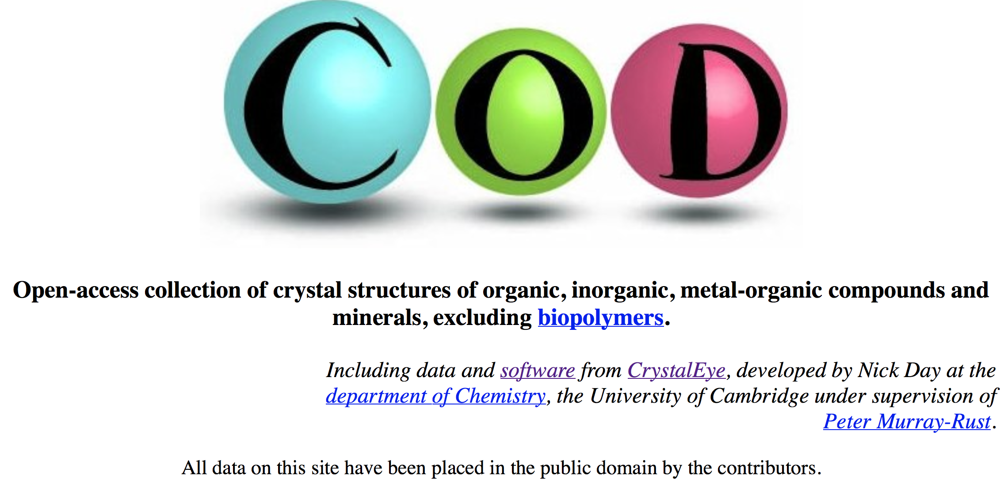 COD
Open-access collection of crystal structures of organic, inorganic, metal-organic compounds and
minerals, excluding biopolymers.
Including data and software from CrystalEye, developed by Nick Day at the
department of Chemistry, the University of Cambridge under supervision of
Peter Murray-Rust.
All data on this site have been placed in the public domain by the contributors.